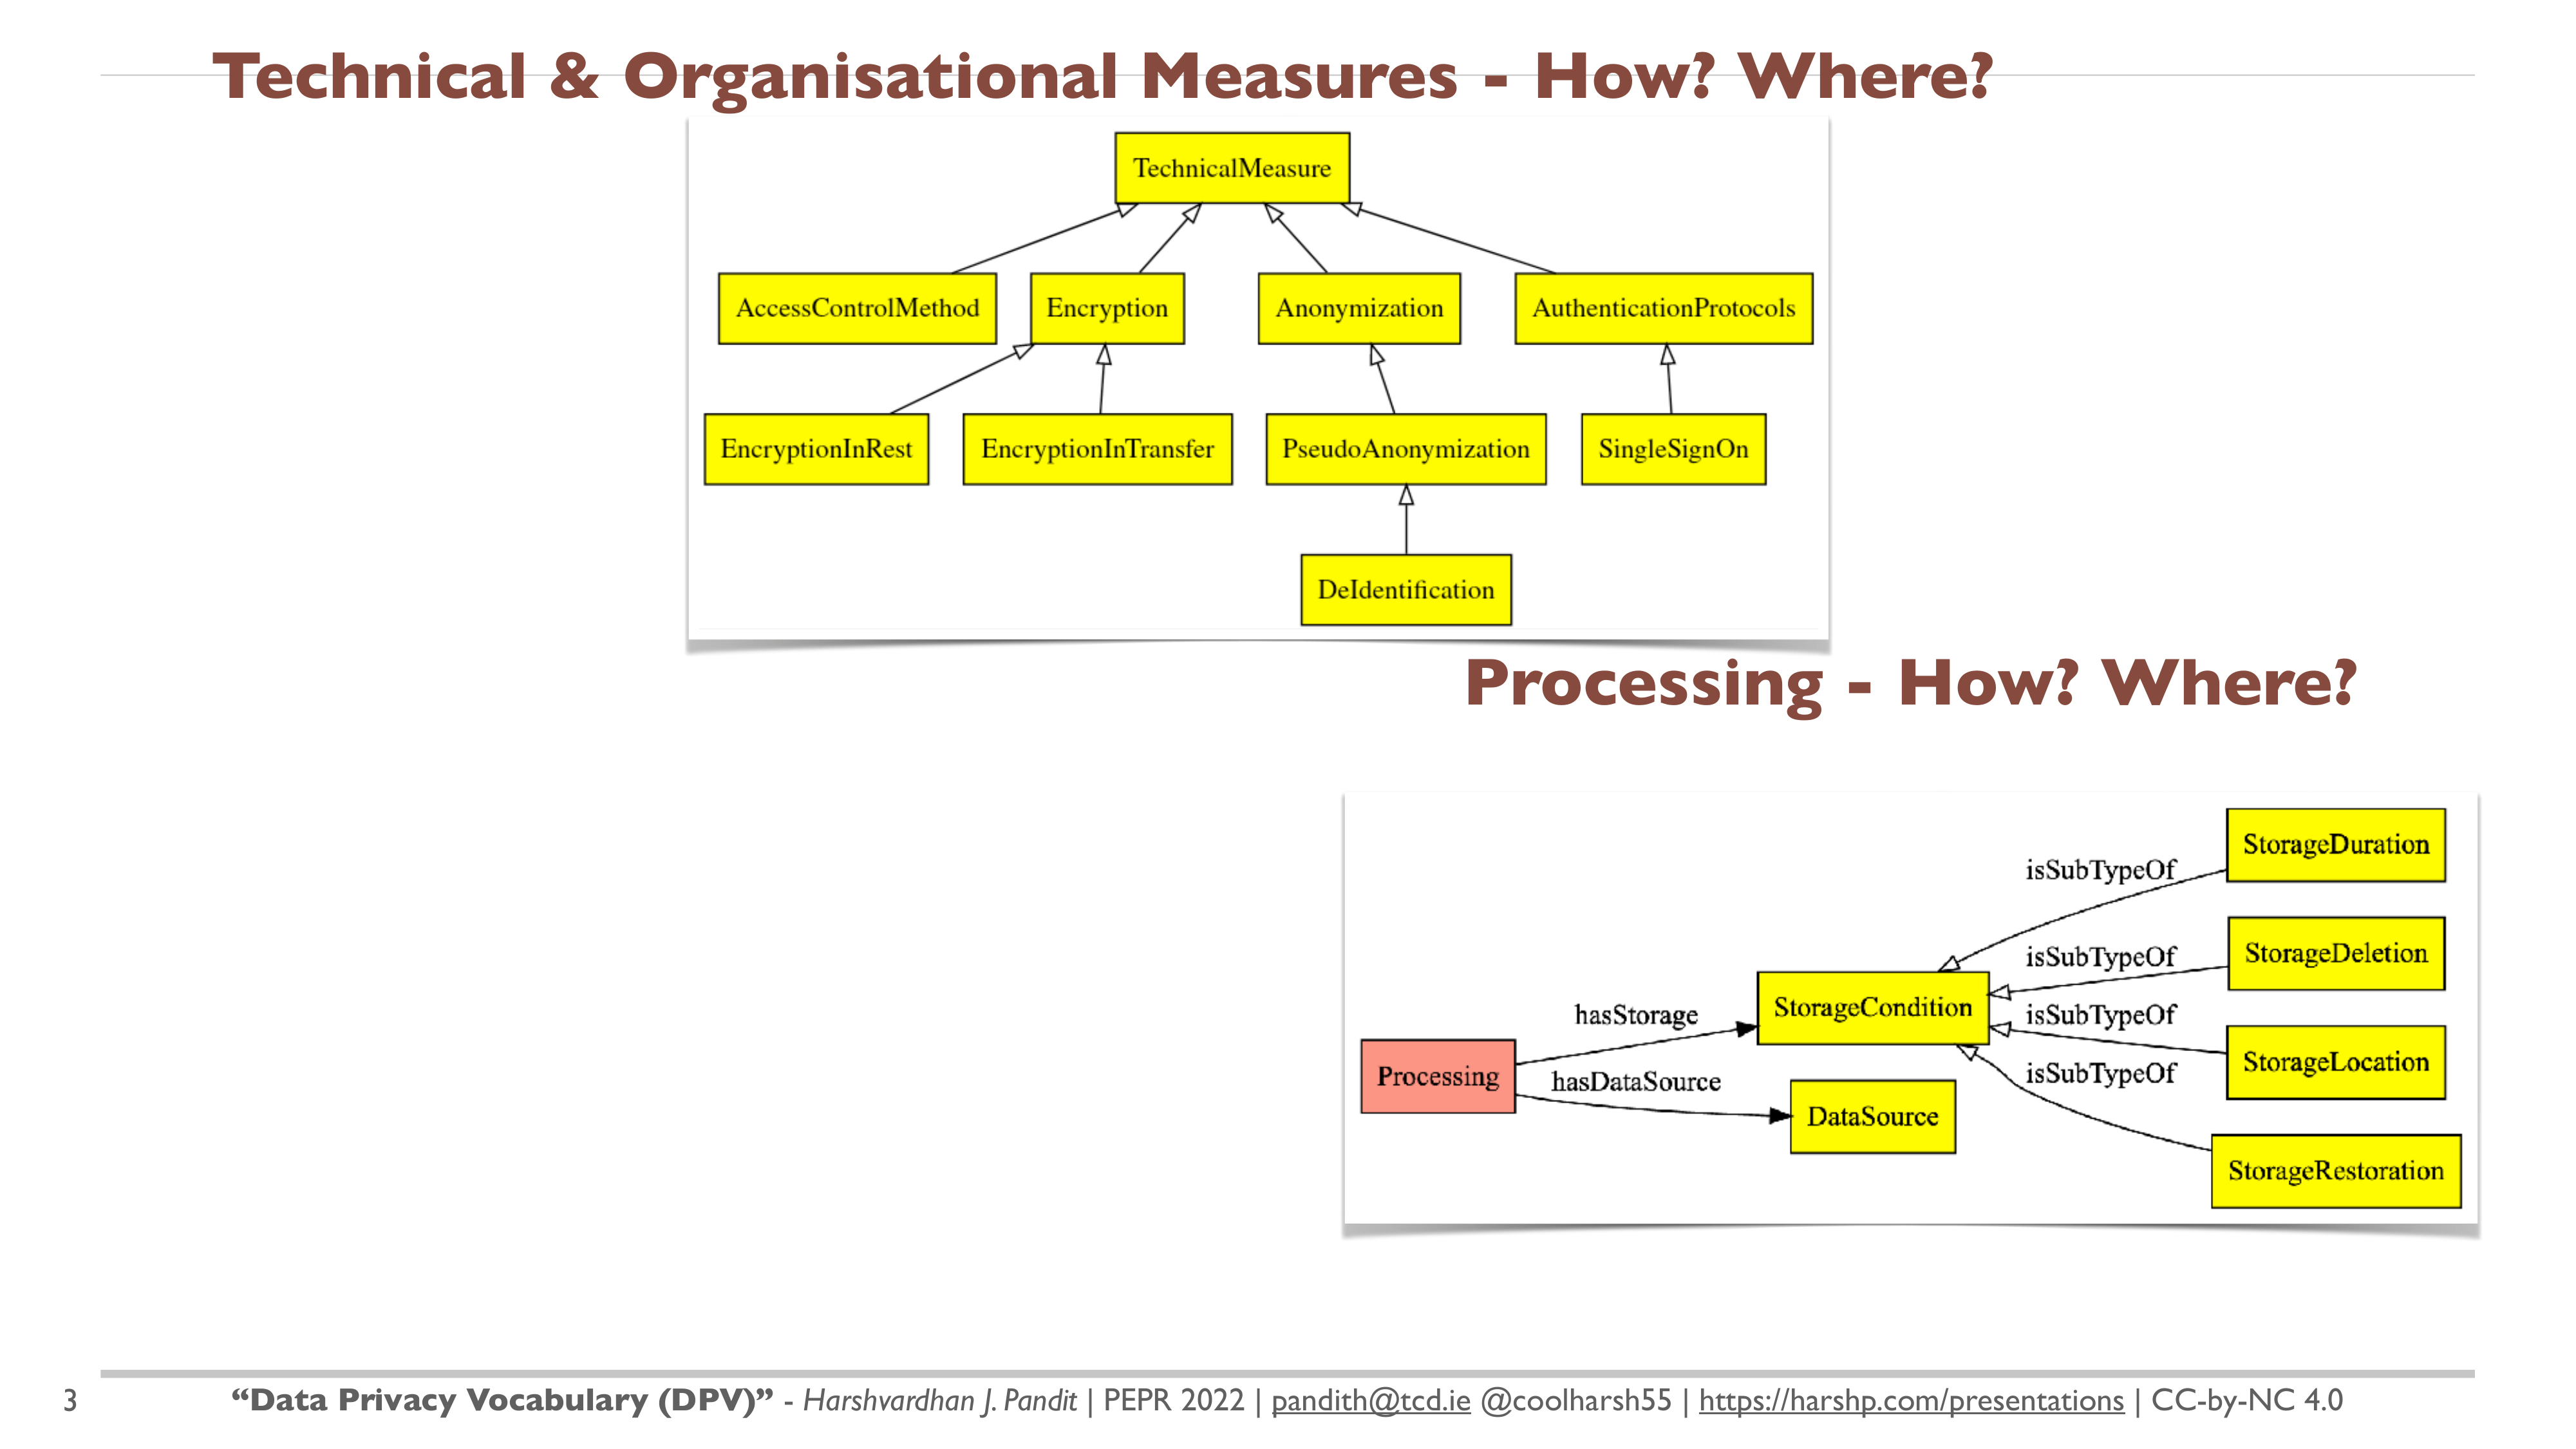 Technical & Organisational Measures - How? Where?
TechnicalMeasure
AccessControlMethod
Encryption
Anonymization
AuthenticationProtocols
EncryptionInRest
EncryptionInTransfer
PseudoAnonymization
SingleSignOn
DeIdentification
Processing - How? Where?
StorageDuration
isSubTypeOf
StorageDeletion
isSubTypeOf
StorageCondition
hasStorage
isSubTypeOf
StorageLocation
Processing
hasDataSource
isSubTypeOf
DataSource
StorageRestoration
3 “Data Privacy Vocabulary (DPV)” - Harshvardhan J. Pandit | PEPR 2022 | pandith@tcd.ie @coolharsh55 | https://harshp.com/presentations | CC-by-NC 4.0